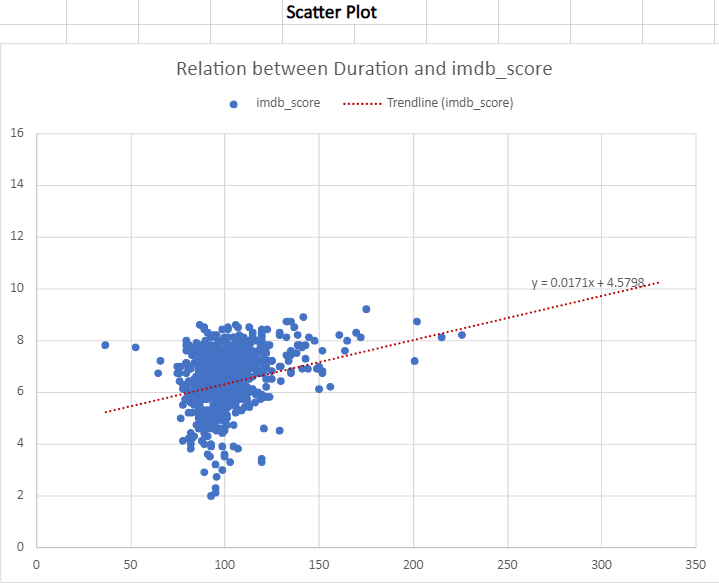 Scatter Plot
Relation between Duration and imdb_score
imdb_score Trendline (imdb_score)
16
14
12
y = 0.0171x + 4.5798
10
8
6
4
2
0
0 50 100 150 200 250 300 350